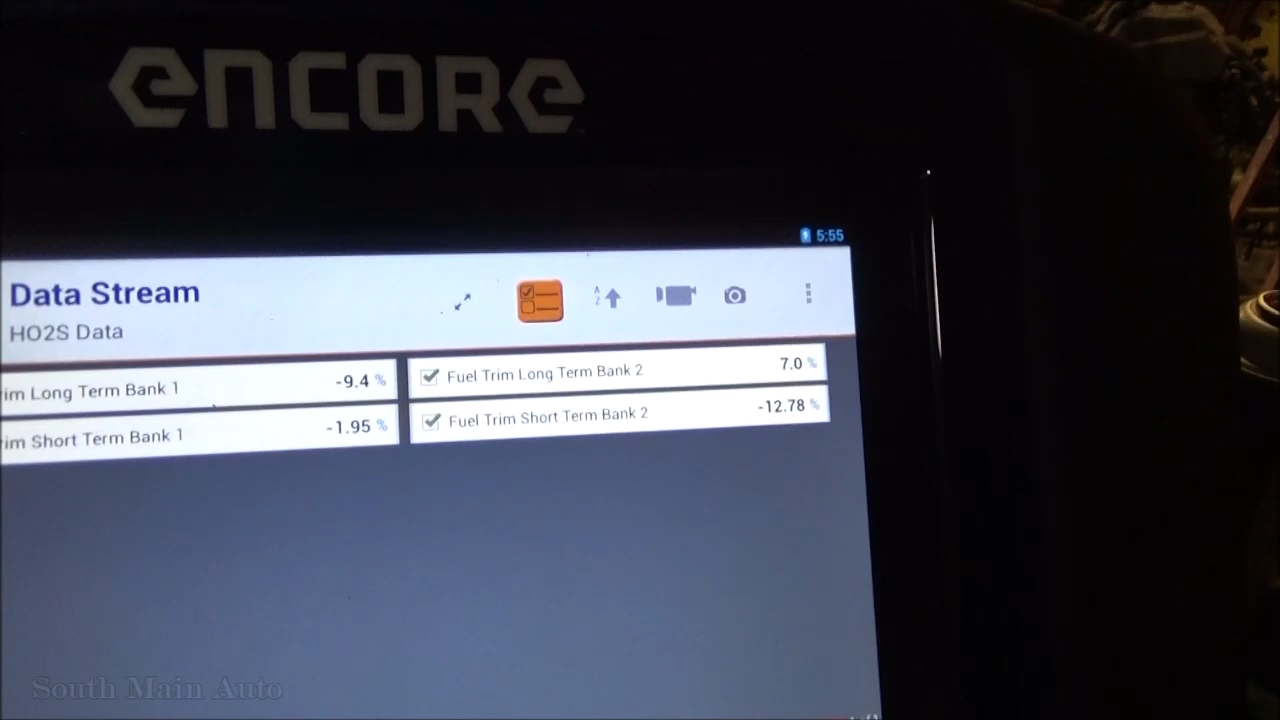 encore
5:55
Data Stream
HO2S Data
im Long Term Bank 1 -9.4 %
Fuel Trim Long Term Bank 2 7.0 %
im Short Term Bank 1 -1.95 %
Fuel Trim Short Term Bank 2 -12.78 %
South Main Auto